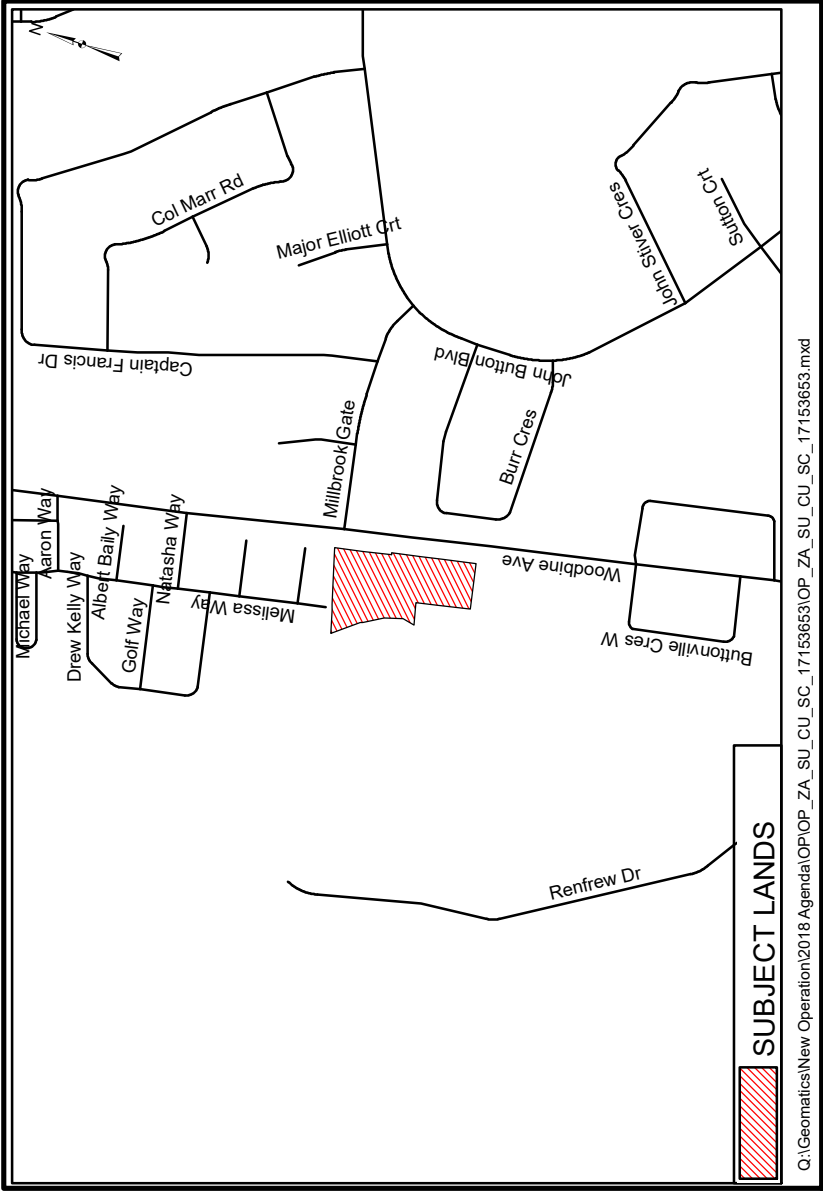 N
Col Marr Rd
Major Elliott Crt
Captain Francis Dr
John Stiver Cres
Sutton Crt
John Button Blvd
Burr Cres
Millbrook Gate
Michael Way
Aaron Way
Drew Kelly Way
Albert Baily Way
Golf Way
Natasha Way
Melissa Way
Woodbine Ave
Buttonville Cres W
Renfrew Dr
SUBJECT LANDS
Q:\Geomatics\New Operation\2018 Agenda\OP\OP_ZA_SU_CU_SC_17153653\OP_ZA_SU_CU_SC_17153653.mxd